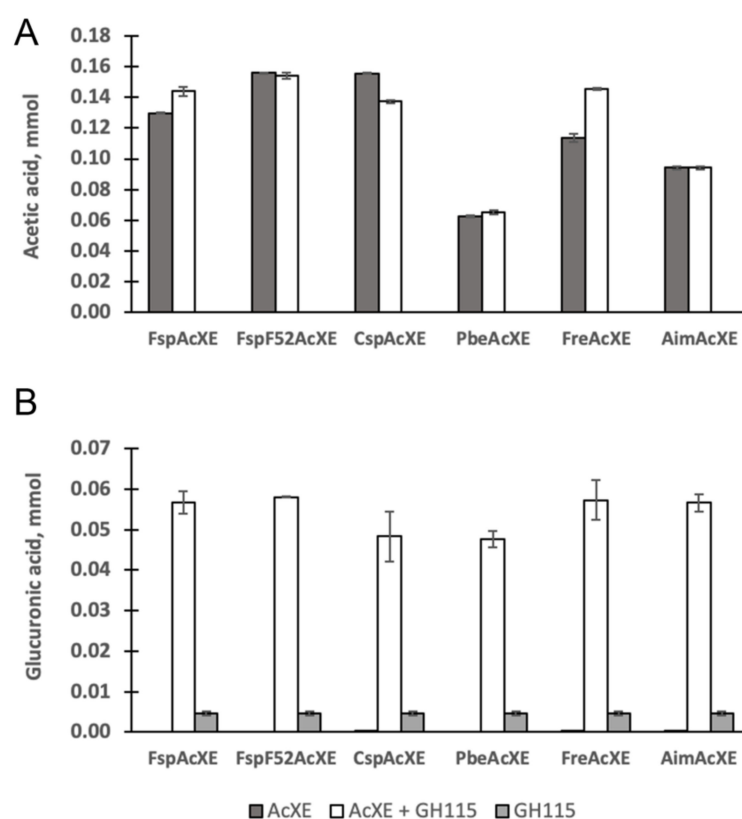 A
Acetic acid, mmol
0.18
0.16
0.14
0.12
0.10
0.08
0.06
0.04
0.02
0.00
FspAcXE FspF52AcXE CspAcXE PbeAcXE FreAcXE AimAcXE
B
Glucuronic acid, mmol
0.07
0.06
0.05
0.04
0.03
0.02
0.01
0.00
FspAcXE FspF52AcXE CspAcXE PbeAcXE FreAcXE AimAcXE
AcXE AcXE + GH115 GH115